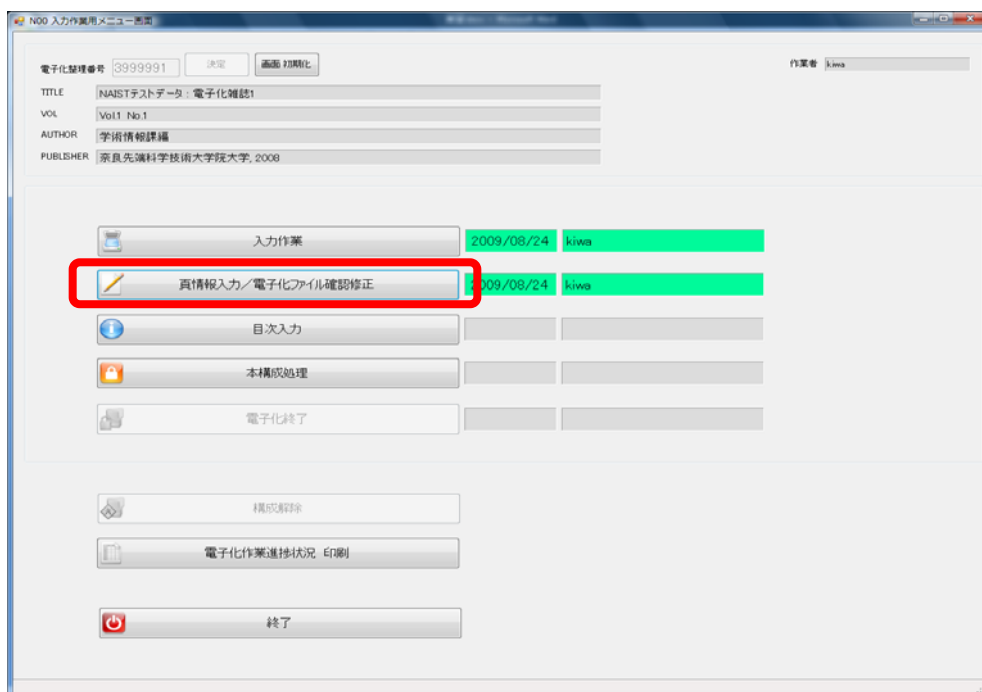 N00 入力作業用メニュー画面
電子化整理番号 3999991 決定 画面 初期化 作業者 kiwa
TITLE NAISTテストデータ：電子化雑誌1
VOL Vol.1 No.1
AUTHOR 学術情報課編
PUBLISHER 奈良先端科学技術大学院大学, 2008
入力作業 2009/08/24 kiwa
頁情報入力／電子化ファイル確認修正 2009/08/24 kiwa
目次入力
本構成処理
電子化終了
構成解除
電子化作業進捗状況 印刷
終了